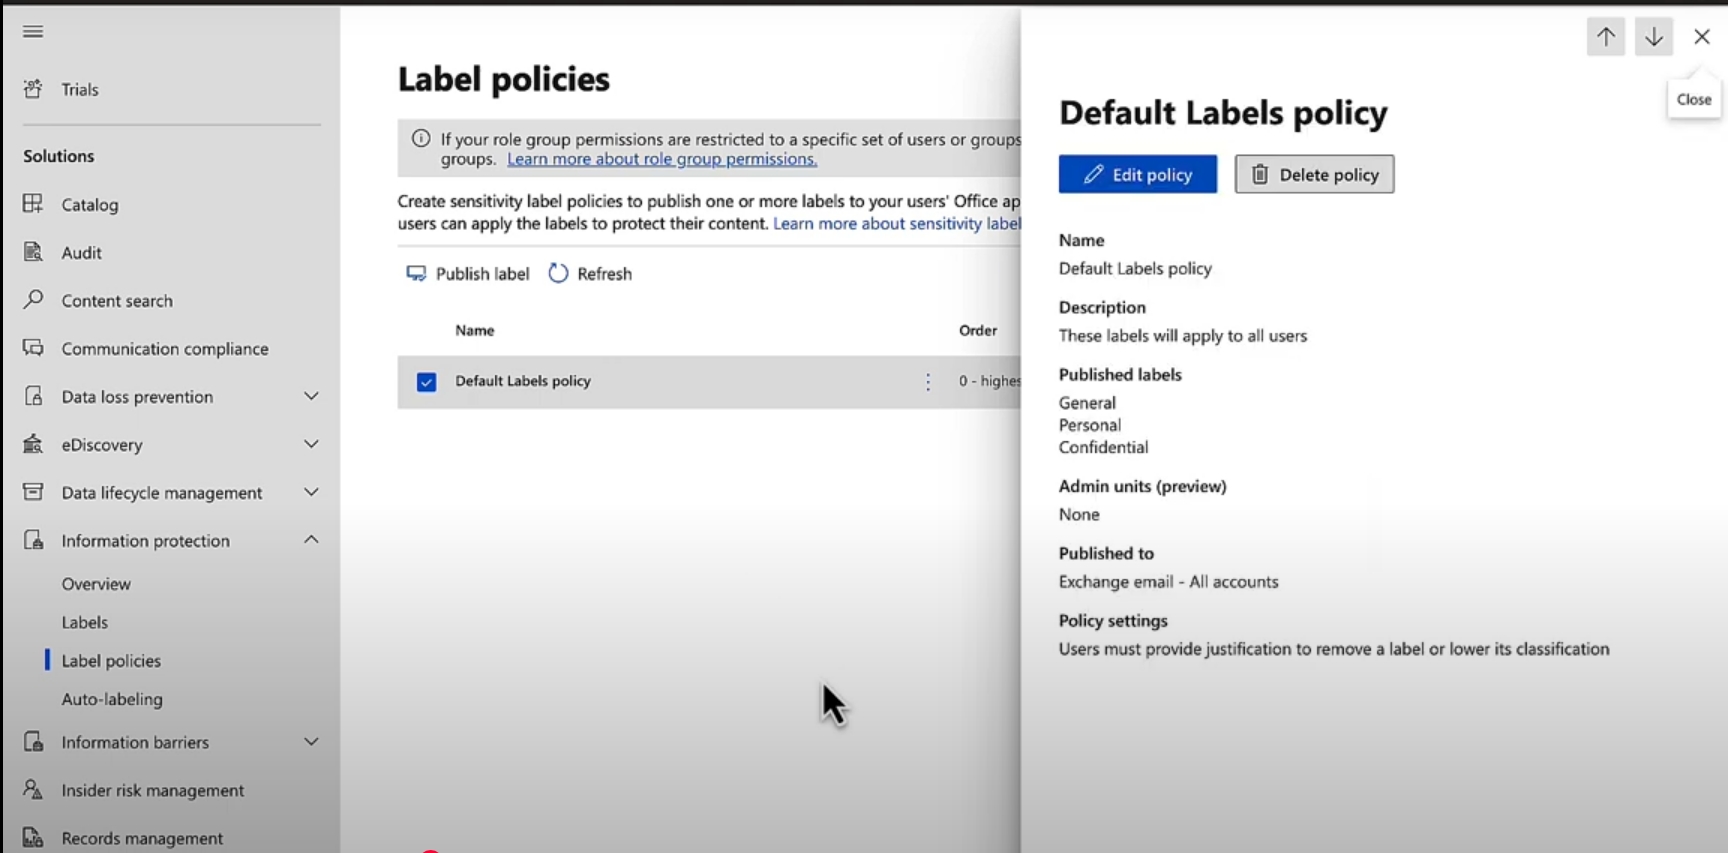 Trials
Solutions
Catalog
Audit
Content search
Communication compliance
Data loss prevention
eDiscovery
Data lifecycle management
Information protection
Overview
Labels
Label policies
Auto-labeling
Information barriers
Insider risk management
Records management
Label policies
If your role group permissions are restricted to a specific set of users or groups
groups. Learn more about role group permissions.
Create sensitivity label policies to publish one or more labels to your users' Office ap
users can apply the labels to protect their content. Learn more about sensitivity label
Publish label Refresh
Name Order
Default Labels policy 0 - highes
Close
Default Labels policy
Edit policy Delete policy
Name
Default Labels policy
Description
These labels will apply to all users
Published labels
General
Personal
Confidential
Admin units (preview)
None
Published to
Exchange email - All accounts
Policy settings
Users must provide justification to remove a label or lower its classification